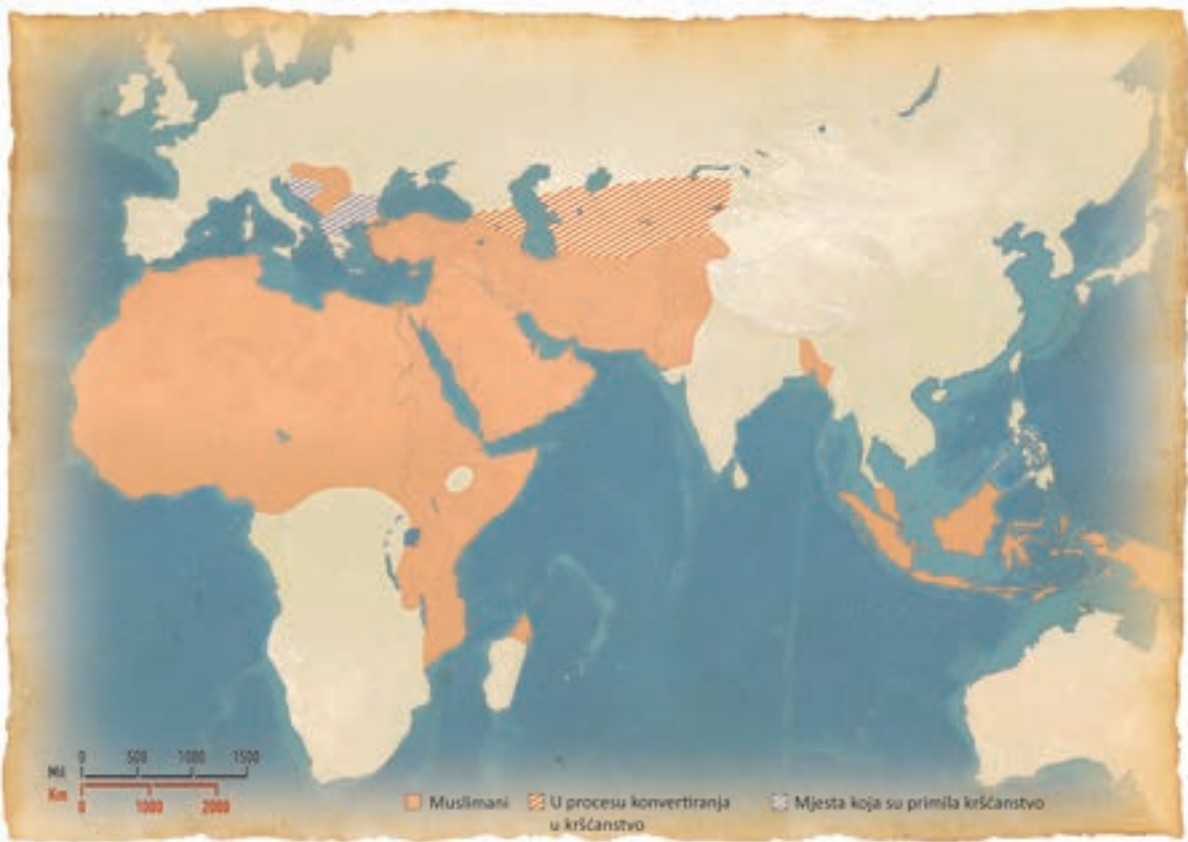 Mil 0 500 1000 1500
Km 0 1000 2000
Muslimani
U procesu konvertiranja
u kršćanstvo
Mjesta koja su primila kršćanstvo